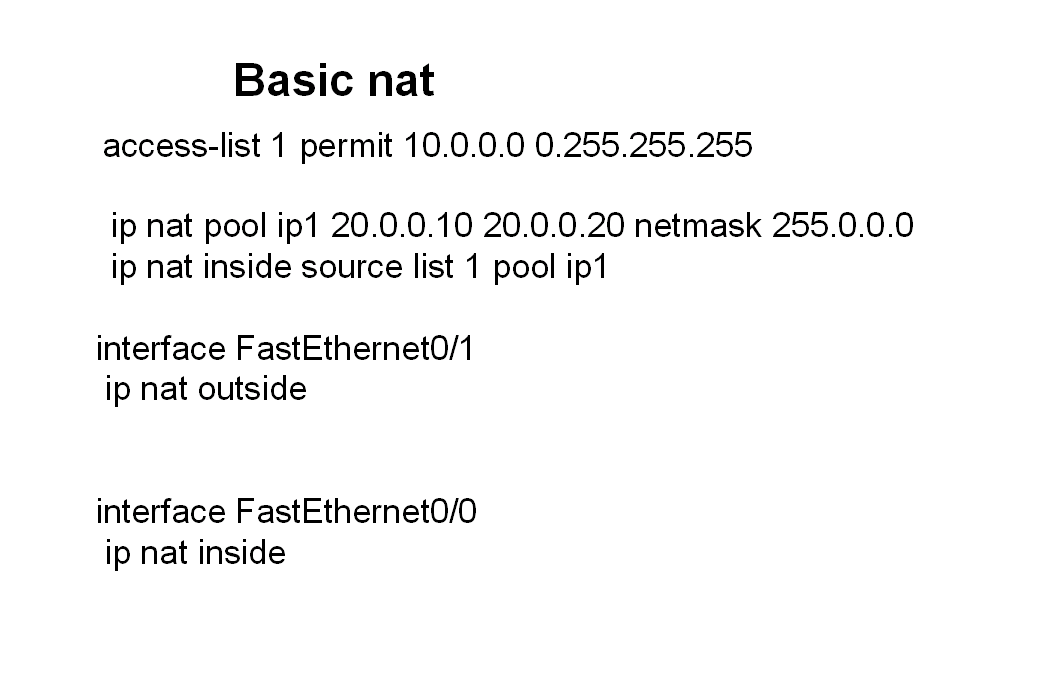 Basic nat
access-list 1 permit 10.0.0.0 0.255.255.255
ip nat pool ip1 20.0.0.10 20.0.0.20 netmask 255.0.0.0
ip nat inside source list 1 pool ip1
interface FastEthernet0/1
ip nat outside
interface FastEthernet0/0
ip nat inside